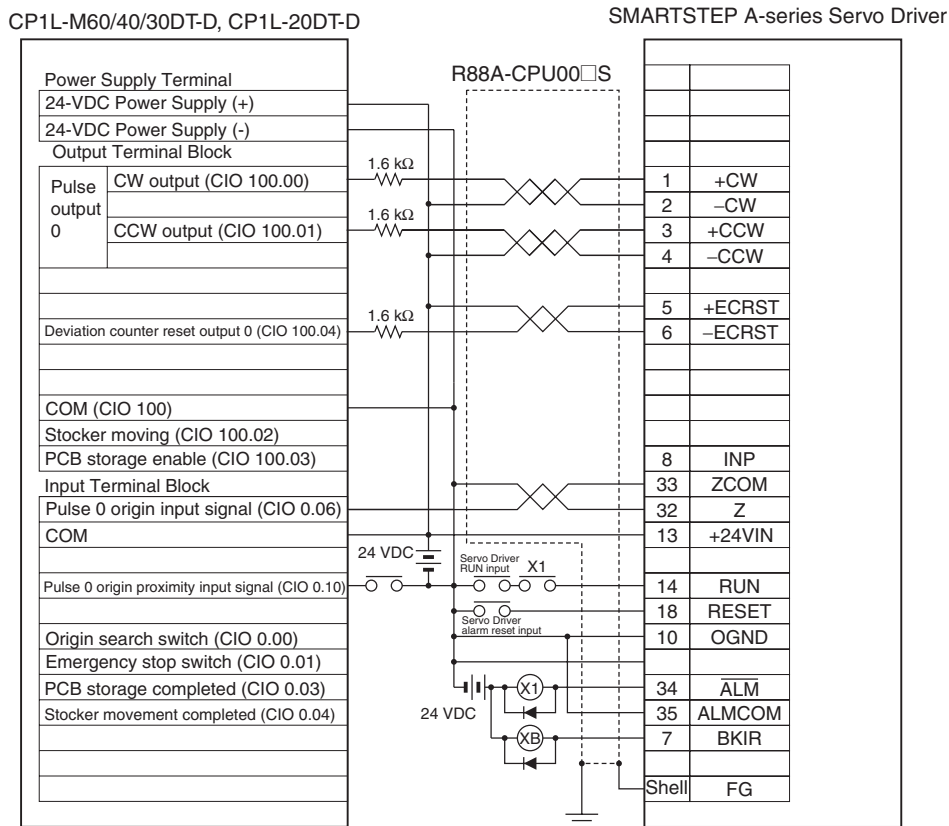 CP1L-M60/40/30DT-D, CP1L-20DT-D
SMARTSTEP A-series Servo Driver
R88A-CPU00□S
Power Supply Terminal
24-VDC Power Supply (+)
24-VDC Power Supply (-)
Output Terminal Block
Pulse output 0
CW output (CIO 100.00)
1.6 kΩ
1 +CW
2 −CW
CCW output (CIO 100.01)
1.6 kΩ
3 +CCW
4 −CCW
5 +ECRST
Deviation counter reset output 0 (CIO 100.04)
1.6 kΩ
6 −ECRST
COM (CIO 100)
Stocker moving (CIO 100.02)
PCB storage enable (CIO 100.03)
8 INP
Input Terminal Block
33 ZCOM
Pulse 0 origin input signal (CIO 0.06)
32 Z
COM
13 +24VIN
24 VDC
Servo Driver
RUN input
X1
Pulse 0 origin proximity input signal (CIO 0.10)
14 RUN
18 RESET
Servo Driver
alarm reset input
Origin search switch (CIO 0.00)
10 OGND
Emergency stop switch (CIO 0.01)
PCB storage completed (CIO 0.03)
X1
34 ALM
Stocker movement completed (CIO 0.04)
24 VDC
35 ALMCOM
XB
7 BKIR
Shell FG